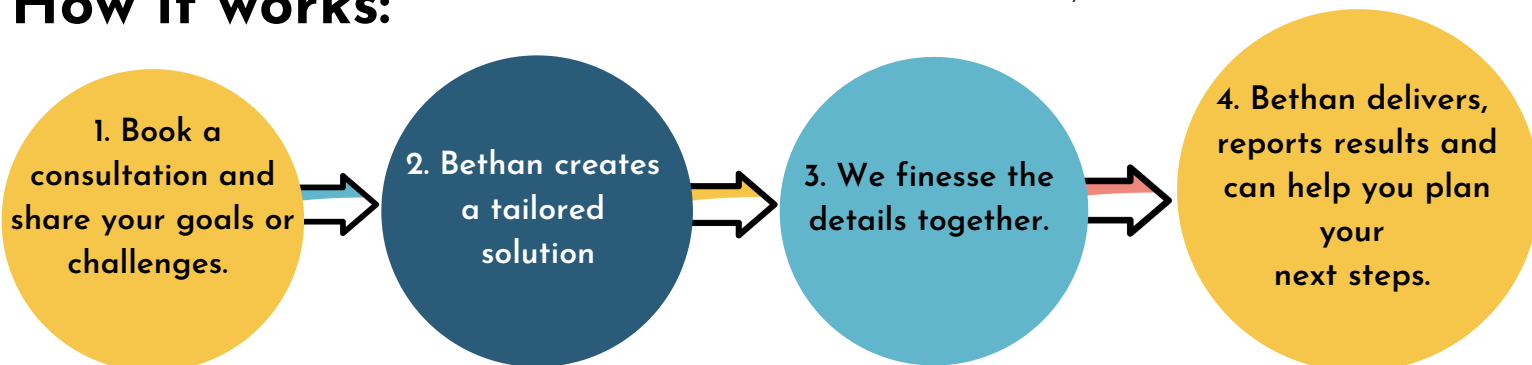 How it works:
1. Book a
consultation and
share your goals or
challenges.
2. Bethan creates
a tailored
solution
3. We finesse the
details together.
4. Bethan delivers,
reports results and
can help you plan
your
next steps.